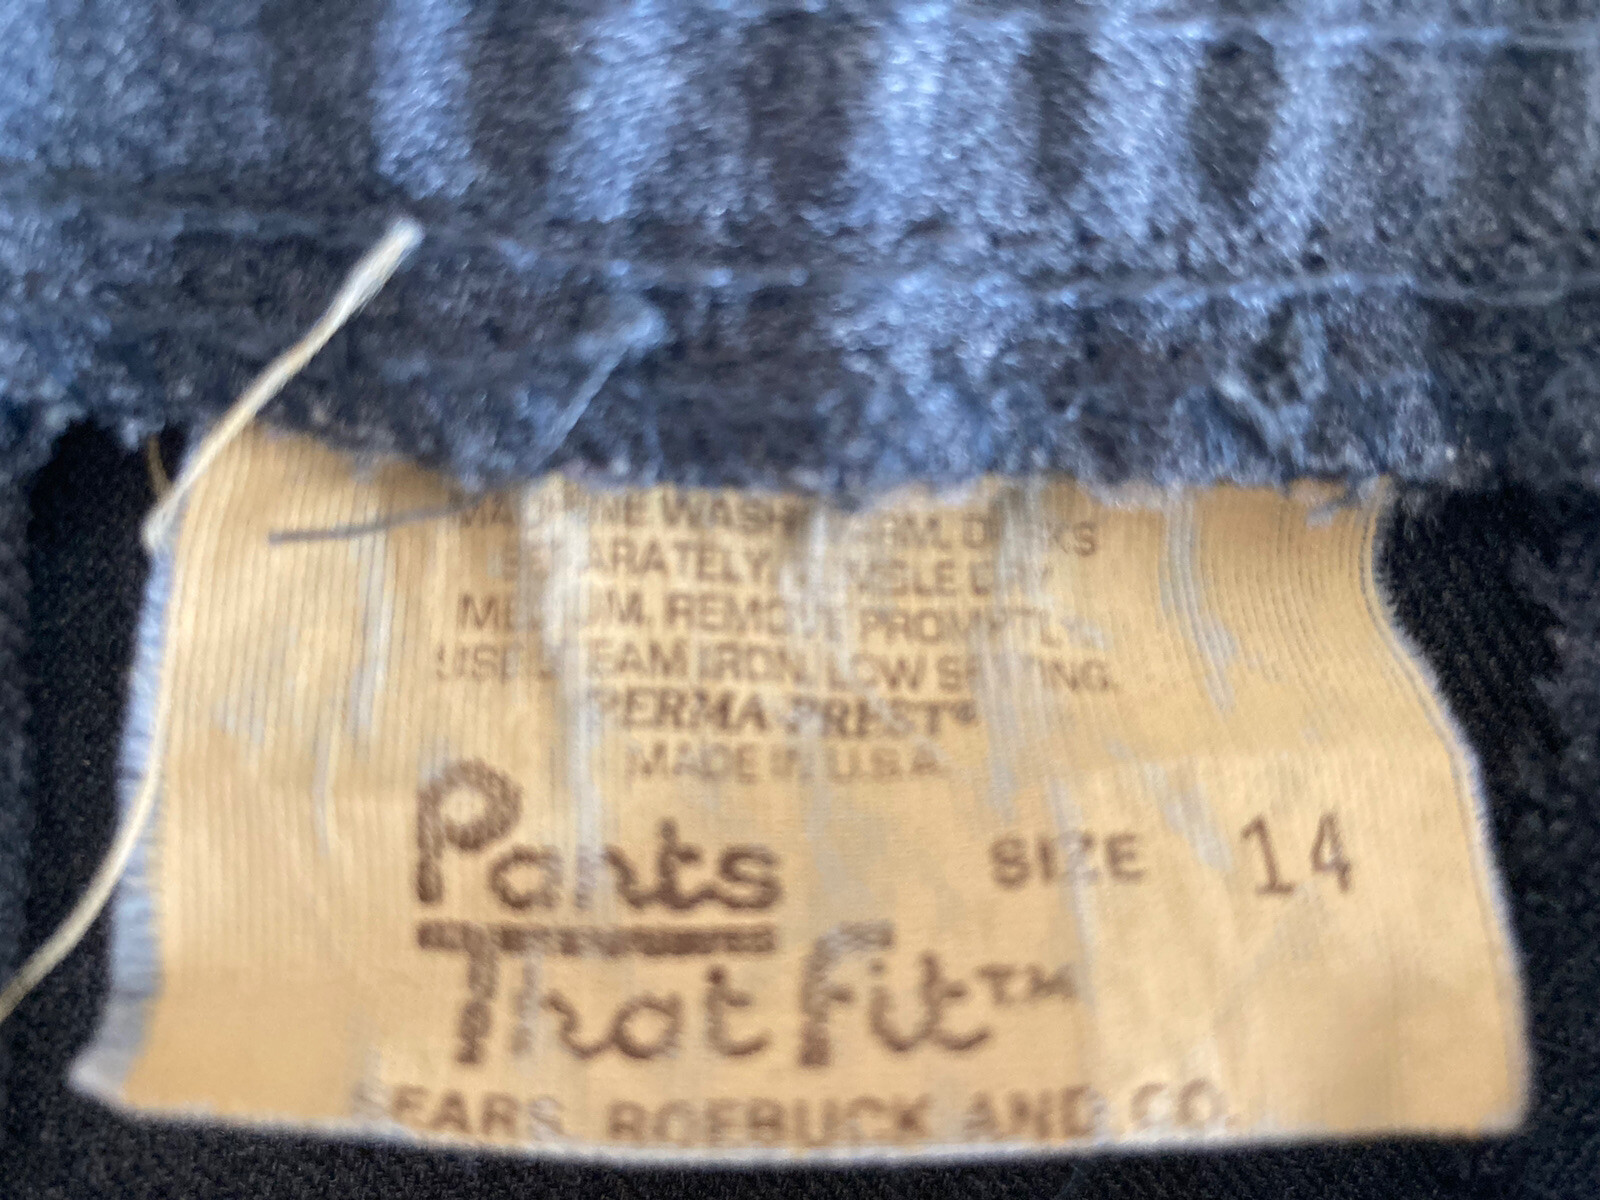 MACHINE WASH WARM, DARKS
SEPARATELY, TUMBLE DRY
MEDIUM. REMOVE PROMPTLY.
USE STEAM IRON, LOW SETTING.
PERMA-PREST®
MADE IN U.S.A.
Pants
That Fit™
SIZE 14
SEARS, ROEBUCK AND CO.